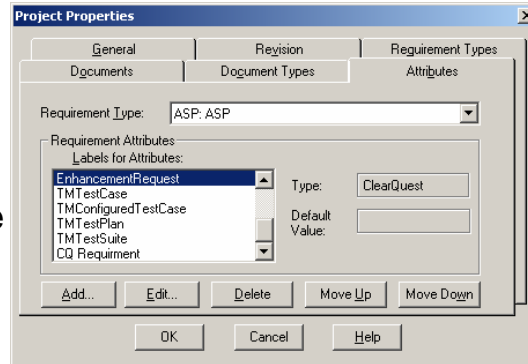 Project Properties
General Revision Requirement Types
Documents Document Types Attributes
Requirement Type: ASP: ASP
Requirement Attributes
Labels for Attributes:
EnhancementRequest
TMTestCase
TMConfiguredTestCase
TMTestPlan
TMTestSuite
CQ Requirment
Type: ClearQuest
Default
Value:
Add... Edit... Delete Move Up Move Down
OK Cancel Help
e